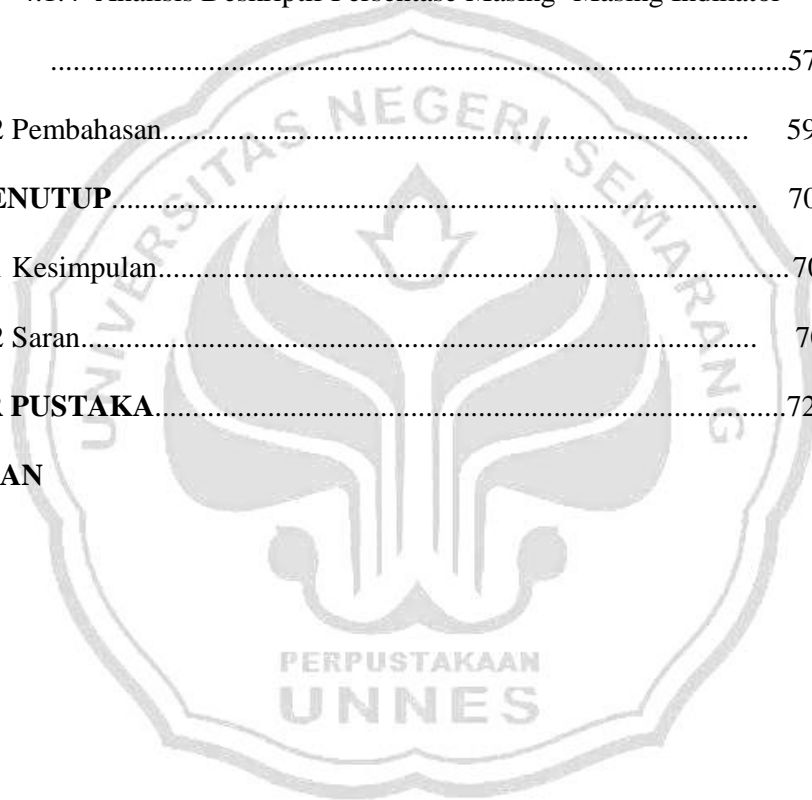 4.1.4 Analisis Deskriptif Persentase Masing- Masing Indikator
..................................................................................57
2 Pembahasan................................................................. 59
ENUTUP........................................................................ 70
Kesimpulan......................................................................70
2 Saran........................................................................... 70
R PUSTAKA......................................................................72
AN
UNIVERSITAS NEGERI SEMARANG
PERPUSTAKAAN
UNNES